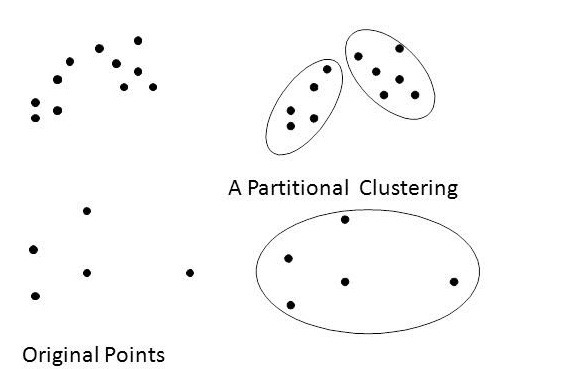 A Partitional Clustering
Original Points